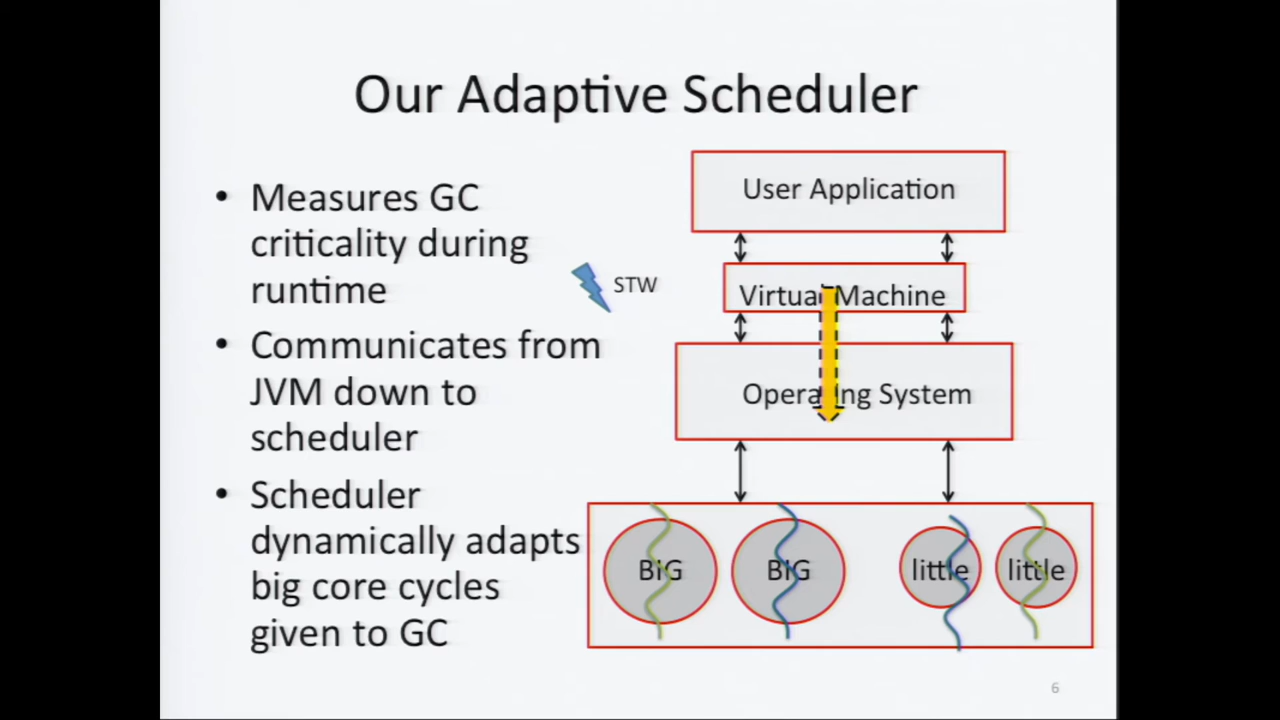 Our Adaptive Scheduler
• Measures GC
criticality during
runtime
• Communicates from
JVM down to
scheduler
• Scheduler
dynamically adapts
big core cycles
given to GC
STW
User Application
Virtual Machine
Operating System
BiG
BiG
little
little
6